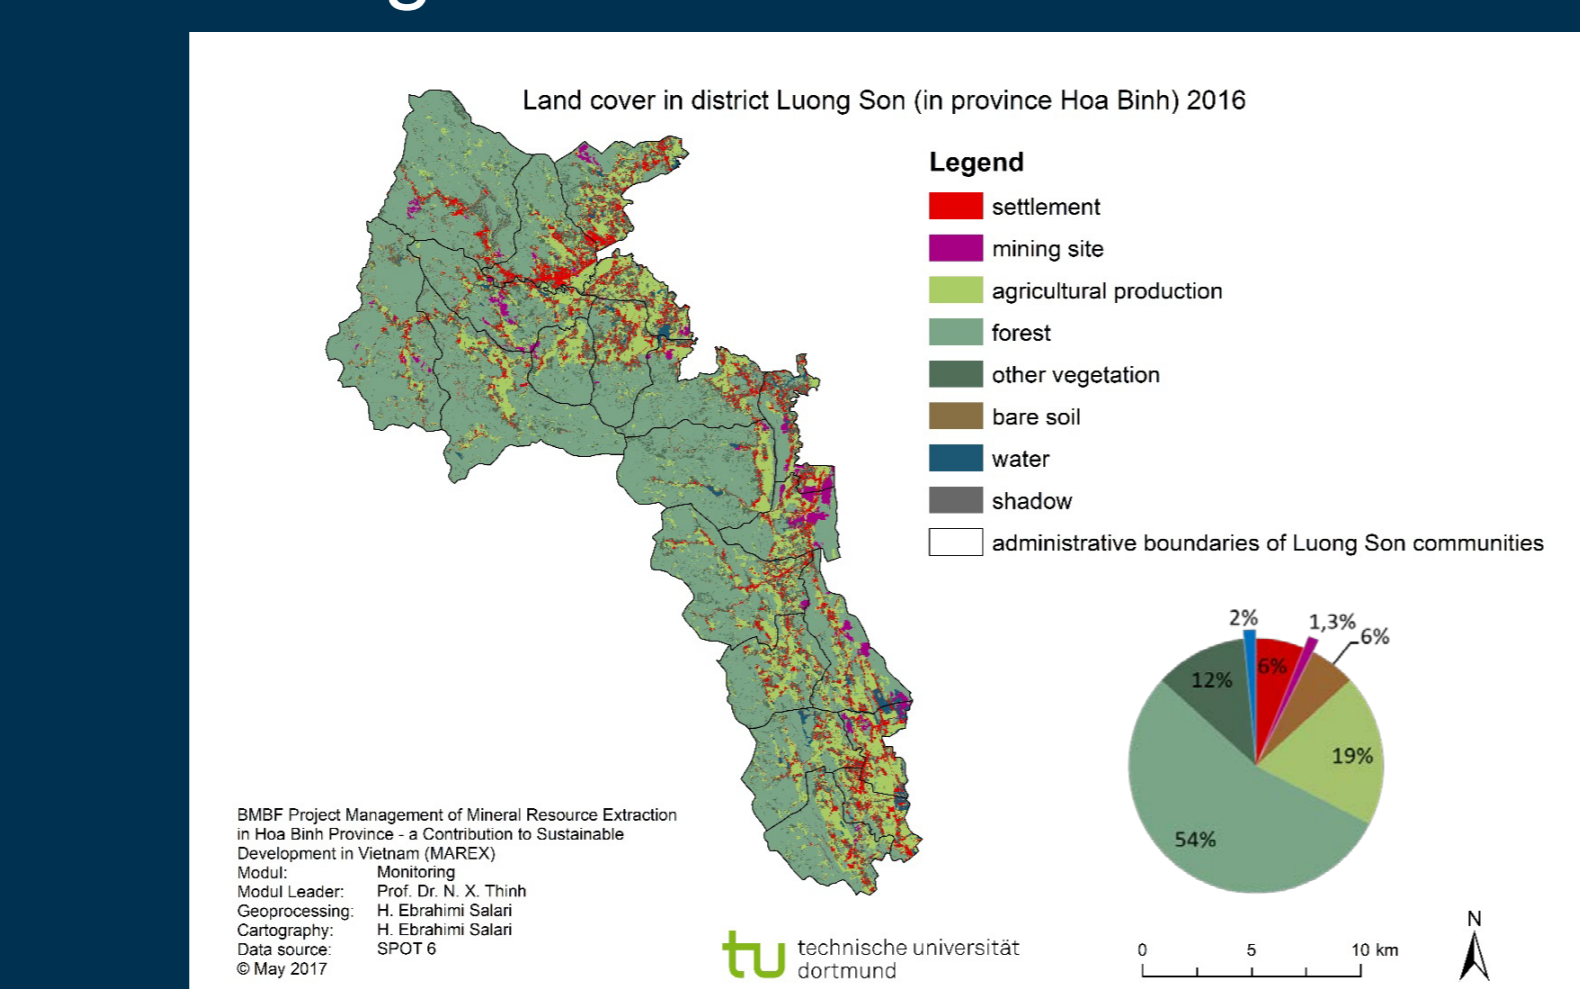 Land cover in district Luong Son (in province Hoa Binh) 2016
Legend
settlement
mining site
agricultural production
forest
other vegetation
bare soil
water
shadow
administrative boundaries of Luong Son communities
2%
1,3%
6%
6%
12%
19%
54%
BMBF Project Management of Mineral Resource Extraction
in Hoa Binh Province - a Contribution to Sustainable
Development in Vietnam (MAREX)
Modul: Monitoring
Modul Leader: Prof. Dr. N. X. Thinh
Geoprocessing: H. Ebrahimi Salari
Cartography: H. Ebrahimi Salari
Data source: SPOT 6
© May 2017
tu technische universität
dortmund
0 5 10 km
N